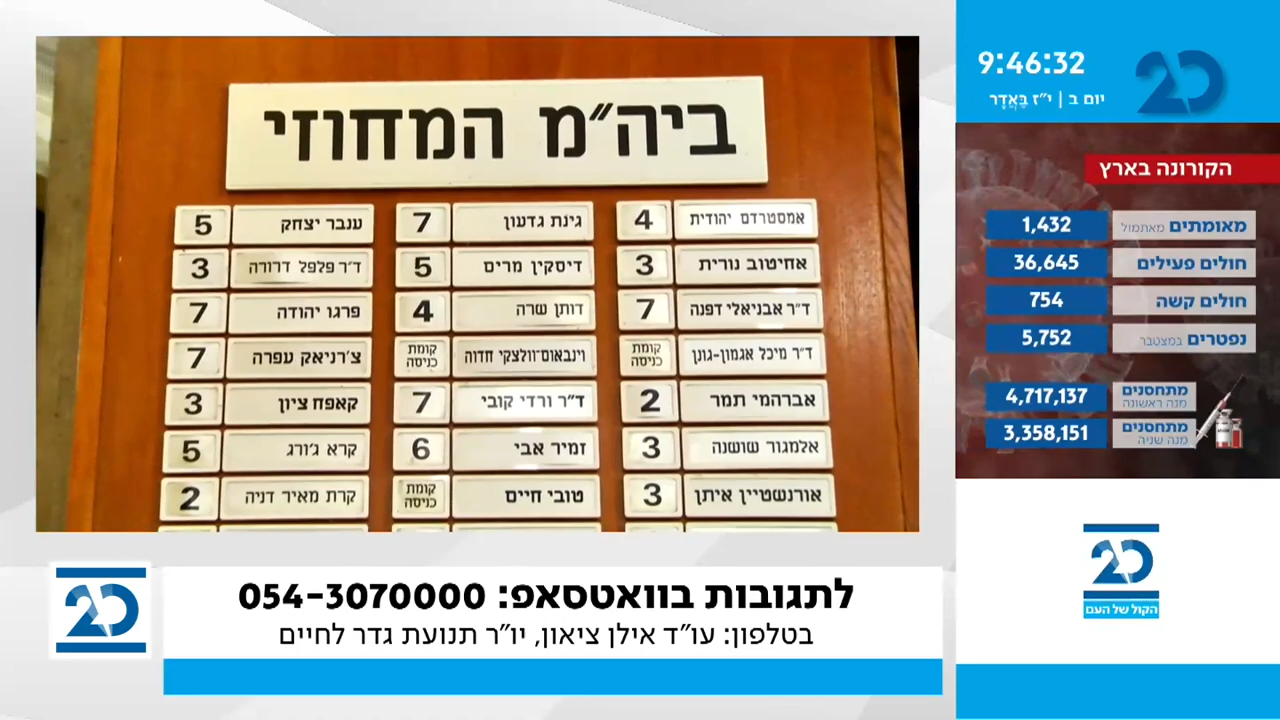 ביה״מ המחוזי
אמסטרדם יהודית 4
גינת גדעון 7
ענבר יצחק 5
אחיטוב נורית 3
דיסקין מרים 5
ד״ר פלפל דרורה 3
ד״ר אבניאלי דפנה 7
דותן שרה 4
פרגו יהודה 7
ד״ר מיכל אגמון-גונן קומת כניסה
וינבאום-וולצקי חדוה קומת כניסה
צ׳רניאק עפרה 7
אברהמי תמר 2
ד״ר ורדי קובי 7
קאפח ציון 3
אלמגור שושנה 3
זמיר אבי 6
קרא ג׳ורג 5
אורנשטיין איתן 3
טובי חיים קומת כניסה
קרת מאיר דניה 2
לתגובות בוואטסאפ: 054-3070000
בטלפון: עו״ד אילן ציאון, יו״ר תנועת גדר לחיים
20
9:46:32
יום ב | י״ז בַּאֲדָר
20
הקורונה בארץ
מאומתים מאתמול 1,432
חולים פעילים 36,645
חולים קשה 754
נפטרים במצטבר 5,752
מתחסנים מנה ראשונה 4,717,137
מתחסנים מנה שניה 3,358,151
20
הקול של העם